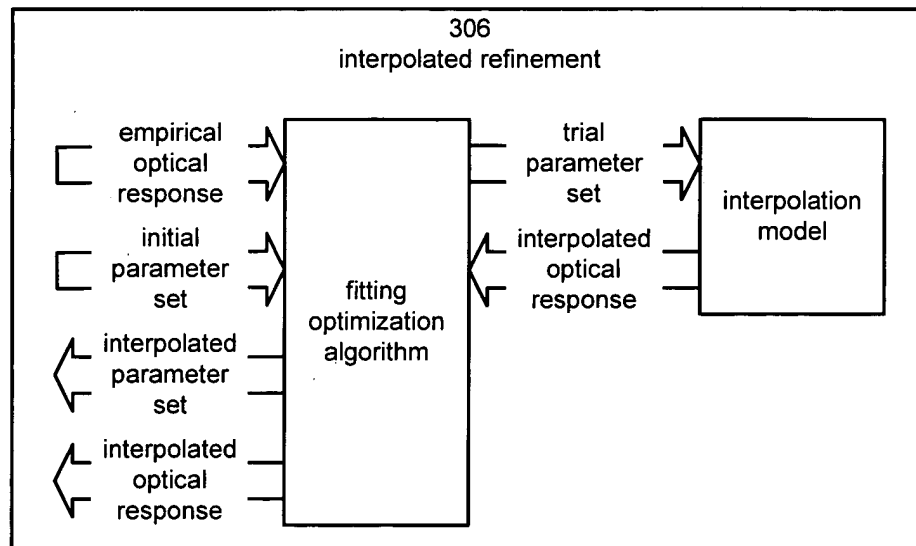 306
interpolated refinement
empirical
optical
response
initial
parameter
set
interpolated
parameter
set
interpolated
optical
response
fitting
optimization
algorithm
trial
parameter
set
interpolated
optical
response
interpolation
model